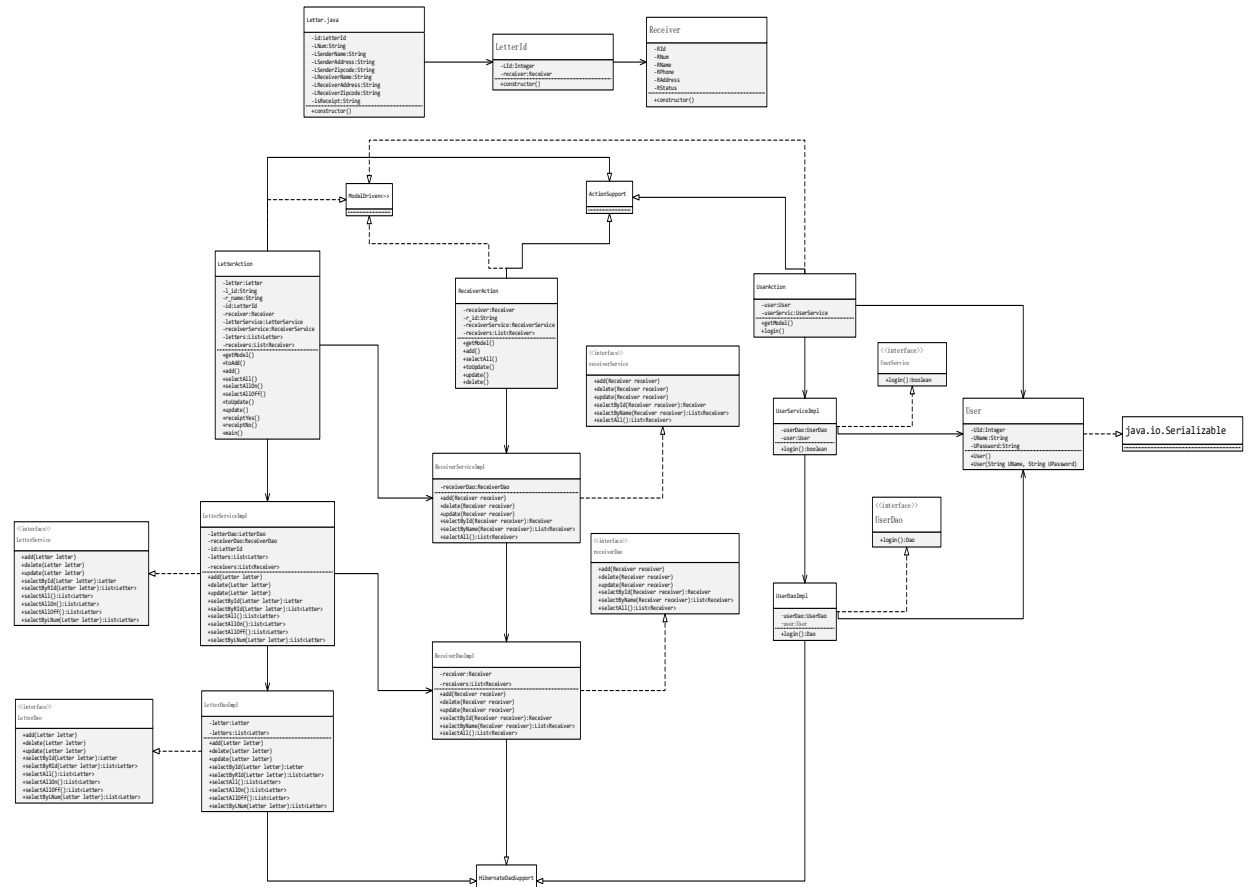 Letter.java
-id:LetterId
-LNum:String
-LSenderName:String
-LSenderAddress:String
-LSenderZipcode:String
-LReceiverName:String
-LReceiverAddress:String
-LReceiverZipcode:String
-isReceipt:String
+constructor()
LetterId
-LId:Integer
-receiver:Receiver
+constructor()
Receiver
-RId
-RNum
-RName
-RPhone
-RAddress
-RStatus
+constructor()
ModelDriven<~>
ActionSupport
LetterAction
-letter:Letter
-l_id:String
-r_name:String
-id:LetterId
-receiver:Receiver
-letterService:LetterService
-receiverService:ReceiverService
-letters:List<Letter>
-receivers:List<Receiver>
+getModel()
+toAdd()
+add()
+selectAll()
+selectAllOn()
+selectAllOff()
+toUpdate()
+update()
+receiptYes()
+receiptNo()
+main()
ReceiverAction
-receiver:Receiver
-r_id:String
-receiverService:ReceiverService
-receivers:List<Receiver>
+getModel()
+add()
+selectAll()
+toUpdate()
+update()
+delete()
UserAction
-user:User
-userServic:UserService
+getModel()
+login()
<<interface>>
receiverService
+add(Receiver receiver)
+delete(Receiver receiver)
+update(Receiver receiver)
+selectById(Receiver receiver):Receiver
+selectByName(Receiver receiver):List<Receiver>
+selectAll():List<Receiver>
<<interface>>
UserService
+login():boolean
UserServiceImpl
-userDao:UserDao
-user:User
+login():boolean
User
-UId:Integer
-UName:String
-UPassword:String
+User()
+User(String UName, String UPassword)
java.io.Serializable
ReceiverServiceImpl
-receiverDao:ReceiverDao
+add(Receiver receiver)
+delete(Receiver receiver)
+update(Receiver receiver)
+selectById(Receiver receiver):Receiver
+selectByName(Receiver receiver):List<Receiver>
+selectAll():List<Receiver>
<<interface>>
UserDao
+login():Dao
LetterServiceImpl
-letterDao:LetterDao
-receiverDao:ReceiverDao
-id:LetterId
-letters:List<Letter>
-receivers:List<Receiver>
+add(Letter letter)
+delete(Letter letter)
+update(Letter letter)
+selectById(Letter letter):Letter
+selectByRId(Letter letter):List<Letter>
+selectAll():List<Letter>
+selectAllOn():List<Letter>
+selectAllOff():List<Letter>
+selectByLNum(Letter letter):List<Letter>
<<interface>>
LetterService
+add(Letter letter)
+delete(Letter letter)
+update(Letter letter)
+selectById(Letter letter):Letter
+selectByRId(Letter letter):List<Letter>
+selectAll():List<Letter>
+selectAllOn():List<Letter>
+selectAllOff():List<Letter>
+selectByLNum(Letter letter):List<Letter>
<<interface>>
receiverDao
+add(Receiver receiver)
+delete(Receiver receiver)
+update(Receiver receiver)
+selectById(Receiver receiver):Receiver
+selectByName(Receiver receiver):List<Receiver>
+selectAll():List<Receiver>
UserDaoImpl
-userDao:UserDao
-user:User
+login():Dao
ReceiverDaoImpl
-receiver:Receiver
-receivers:List<Receiver>
+add(Receiver receiver)
+delete(Receiver receiver)
+update(Receiver receiver)
+selectById(Receiver receiver):Receiver
+selectByName(Receiver receiver):List<Receiver>
+selectAll():List<Receiver>
LetterDaoImpl
-letter:Letter
-letters:List<Letter>
+add(Letter letter)
+delete(Letter letter)
+update(Letter letter)
+selectById(Letter letter):Letter
+selectByRId(Letter letter):List<Letter>
+selectAll():List<Letter>
+selectAllOn():List<Letter>
+selectAllOff():List<Letter>
+selectByLNum(Letter letter):List<Letter>
<<interface>>
LetterDao
+add(Letter letter)
+delete(Letter letter)
+update(Letter letter)
+selectById(Letter letter):Letter
+selectByRId(Letter letter):List<Letter>
+selectAll():List<Letter>
+selectAllOn():List<Letter>
+selectAllOff():List<Letter>
+selectByLNum(Letter letter):List<Letter>
HibernateDaoSupport